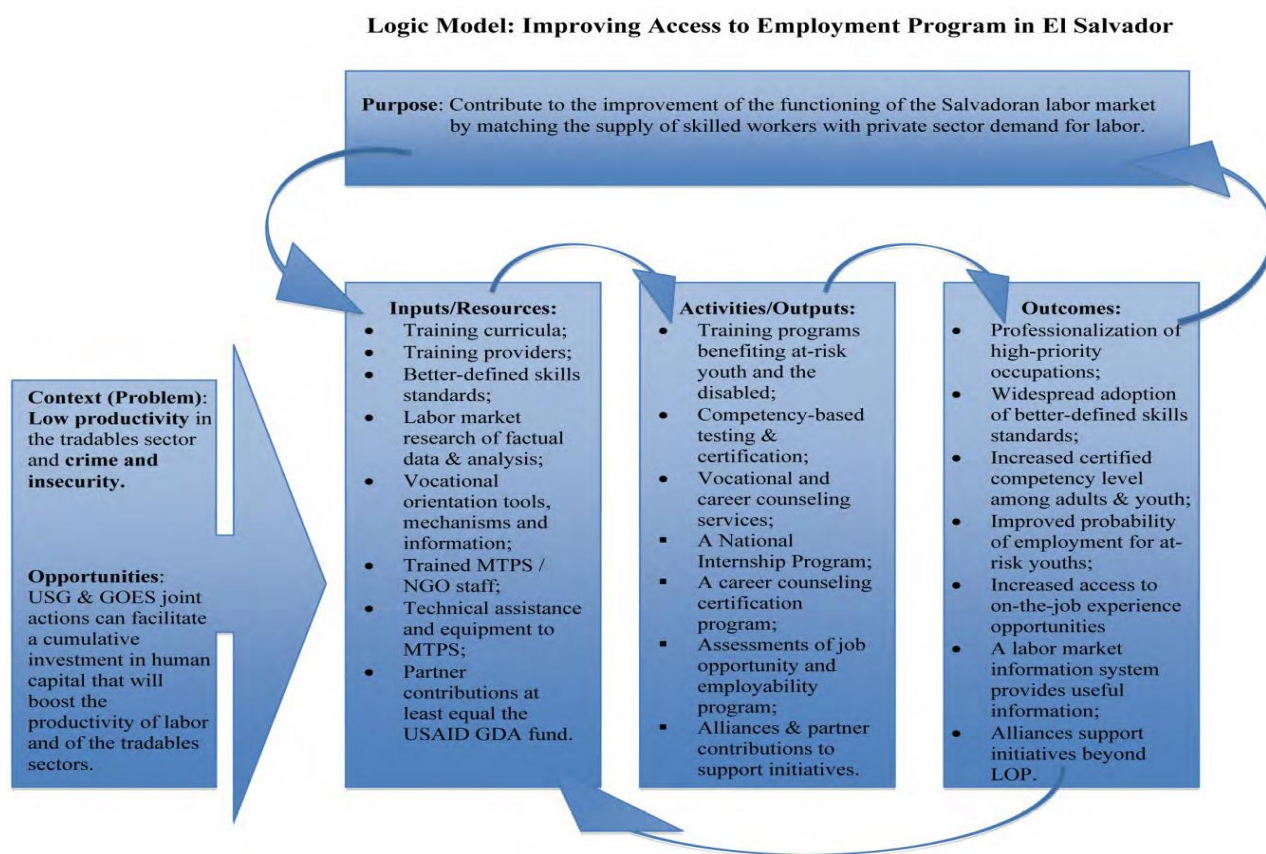 Logic Model: Improving Access to Employment Program in El Salvador
Purpose: Contribute to the improvement of the functioning of the Salvadoran labor market
by matching the supply of skilled workers with private sector demand for labor.
Context (Problem):
Low productivity in
the tradables sector
and crime and
insecurity.
Opportunities:
USG & GOES joint
actions can facilitate
a cumulative
investment in human
capital that will
boost the
productivity of labor
and of the tradables
sectors.
Inputs/Resources:
• Training curricula;
• Training providers;
• Better-defined skills
standards;
• Labor market
research of factual
data & analysis;
• Vocational
orientation tools,
mechanisms and
information;
• Trained MTPS /
NGO staff;
• Technical assistance
and equipment to
MTPS;
• Partner
contributions at
least equal the
USAID GDA fund.
Activities/Outputs:
• Training programs
benefiting at-risk
youth and the
disabled;
• Competency-based
testing &
certification;
• Vocational and
career counseling
services;
▪ A National
Internship Program;
▪ A career counseling
certification
program;
▪ Assessments of job
opportunity and
employability
program;
▪ Alliances & partner
contributions to
support initiatives.
Outcomes:
• Professionalization of
high-priority
occupations;
• Widespread adoption
of better-defined skills
standards;
• Increased certified
competency level
among adults & youth;
• Improved probability
of employment for at-
risk youths;
• Increased access to
on-the-job experience
opportunities
• A labor market
information system
provides useful
information;
• Alliances support
initiatives beyond
LOP.